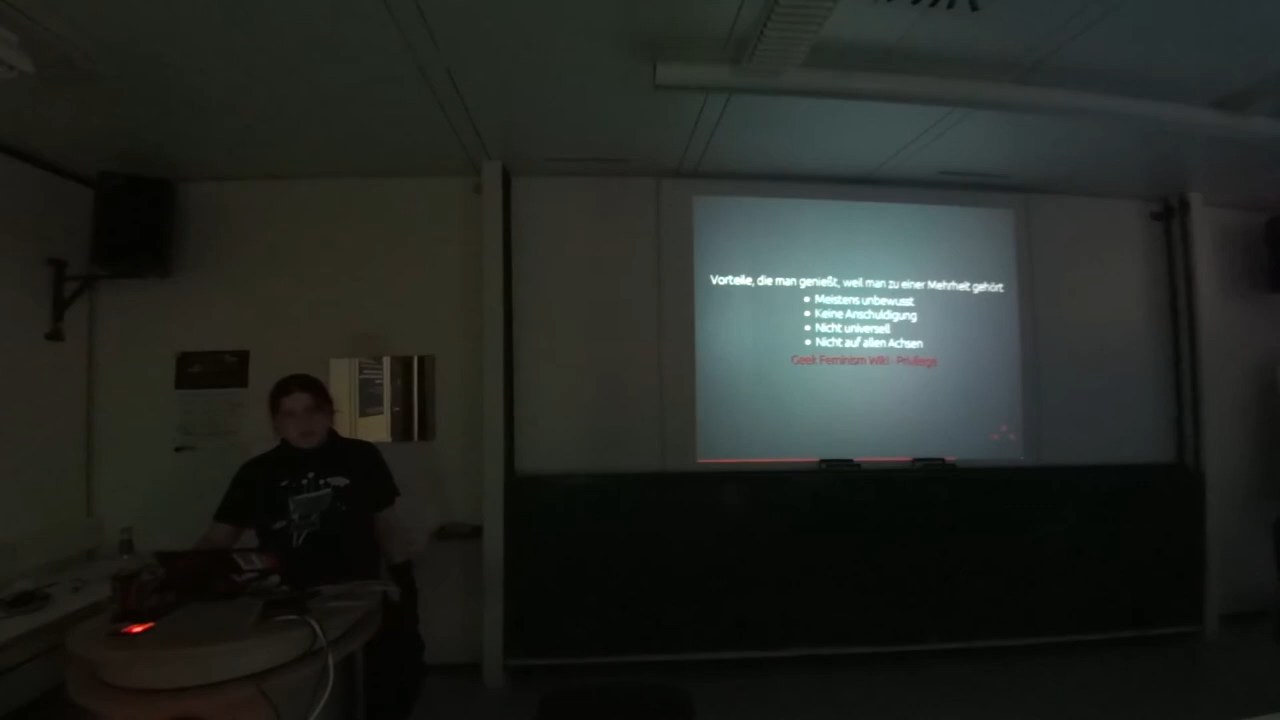 Vorteile, die man genießt, weil man zu einer Mehrheit gehört
• Meistens unbewusst
• Keine Anschuldigung
• Nicht universell
• Nicht auf allen Achsen
Geek Feminism Wiki - Privilege